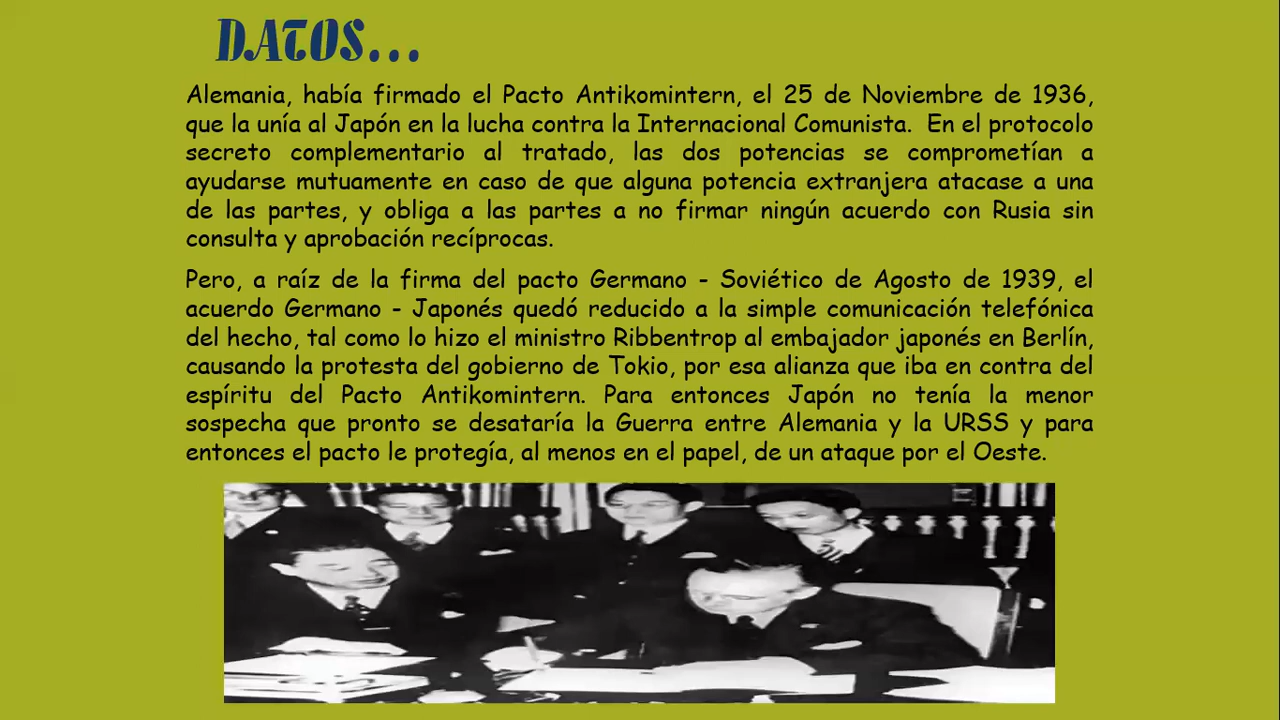 DATOS...
Alemania, había firmado el Pacto Antikomintern, el 25 de Noviembre de 1936,
que la unía al Japón en la lucha contra la Internacional Comunista.  En el protocolo
secreto complementario al tratado, las dos potencias se comprometían a
ayudarse mutuamente en caso de que alguna potencia extranjera atacase a una
de las partes, y obliga a las partes a no firmar ningún acuerdo con Rusia sin
consulta y aprobación recíprocas.
Pero, a raíz de la firma del pacto Germano - Soviético de Agosto de 1939, el
acuerdo Germano - Japonés quedó reducido a la simple comunicación telefónica
del hecho, tal como lo hizo el ministro Ribbentrop al embajador japonés en Berlín,
causando la protesta del gobierno de Tokio, por esa alianza que iba en contra del
espíritu del Pacto Antikomintern. Para entonces Japón no tenía la menor
sospecha que pronto se desataría la Guerra entre Alemania y la URSS y para
entonces el pacto le protegía, al menos en el papel, de un ataque por el Oeste.